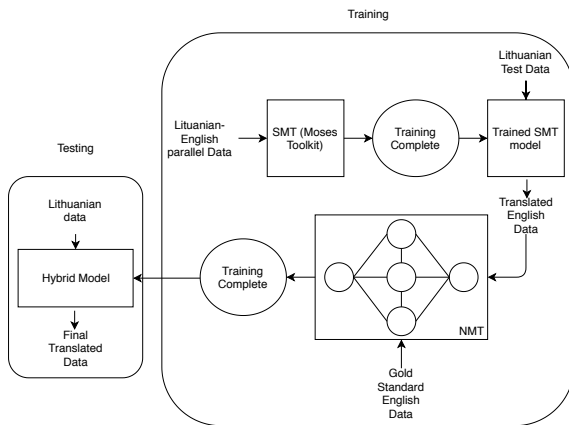 Training
Lithuanian
Test Data
Lituanian-
English
parallel Data
SMT (Moses
Toolkit)
Training
Complete
Trained SMT
model
Translated
English
Data
Testing
Lithuanian
data
Hybrid Model
Final
Translated
Data
Training
Complete
NMT
Gold
Standard
English
Data